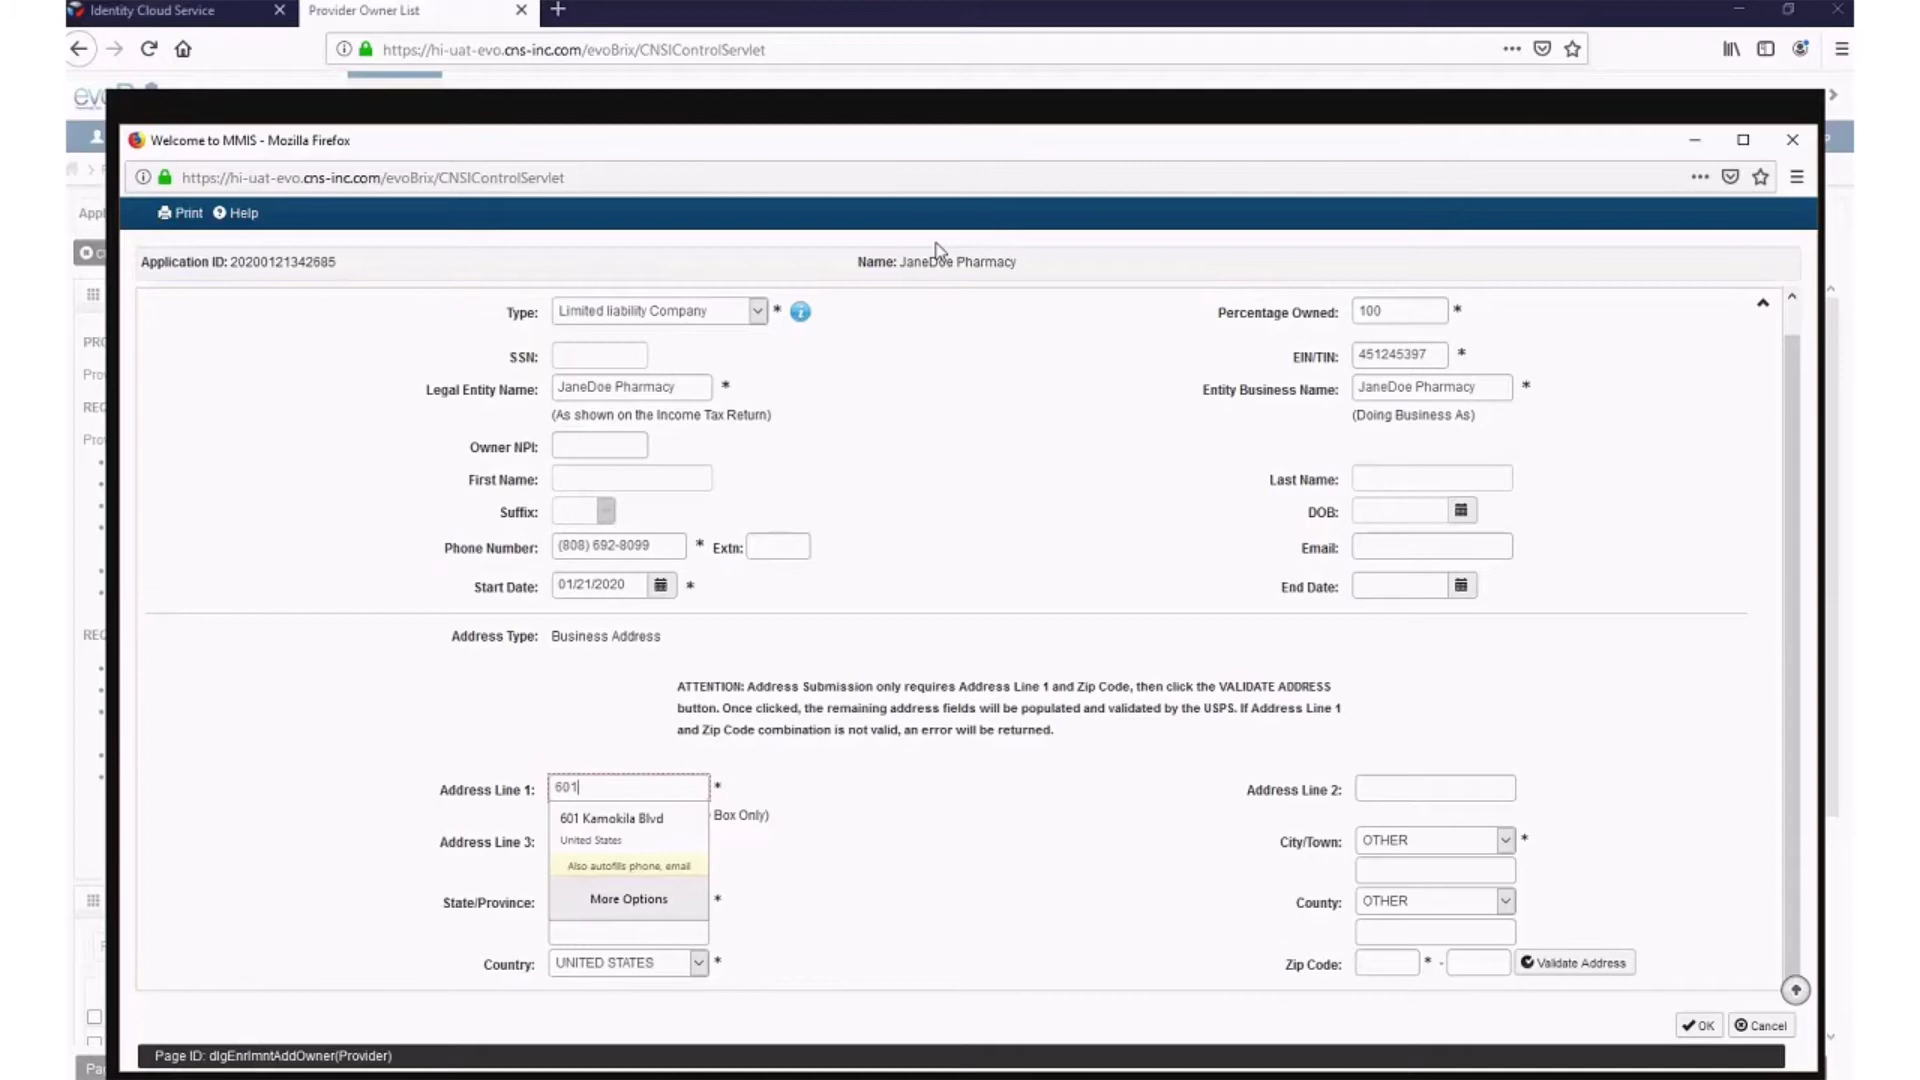 Identity Cloud Service
Provider Owner List
https://hi-uat-evo.cns-inc.com/evoBrix/CNSIControlServlet
Welcome to MMIS - Mozilla Firefox
https://hi-uat-evo.cns-inc.com/evoBrix/CNSIControlServlet
Print Help
Application ID: 20200121342685 Name: JaneDoe Pharmacy
Type: Limited liability Company * Percentage Owned: 100 *
SSN: EIN/TIN: 451245397 *
Legal Entity Name: JaneDoe Pharmacy * Entity Business Name: JaneDoe Pharmacy *
(As shown on the Income Tax Return) (Doing Business As)
Owner NPI:
First Name: Last Name:
Suffix: DOB:
Phone Number: (808) 692-8099 * Extn: Email:
Start Date: 01/21/2020 * End Date:
Address Type: Business Address
ATTENTION: Address Submission only requires Address Line 1 and Zip Code, then click the VALIDATE ADDRESS
button. Once clicked, the remaining address fields will be populated and validated by the USPS. If Address Line 1
and Zip Code combination is not valid, an error will be returned.
Address Line 1: 601 * Address Line 2:
601 Kamokila Blvd Box Only)
United States
Address Line 3: City/Town: OTHER *
Also autofills phone, email
More Options
State/Province: * County: OTHER
Country: UNITED STATES * Zip Code: * - Validate Address
OK Cancel
Page ID: dlgEnrlmntAddOwner(Provider)